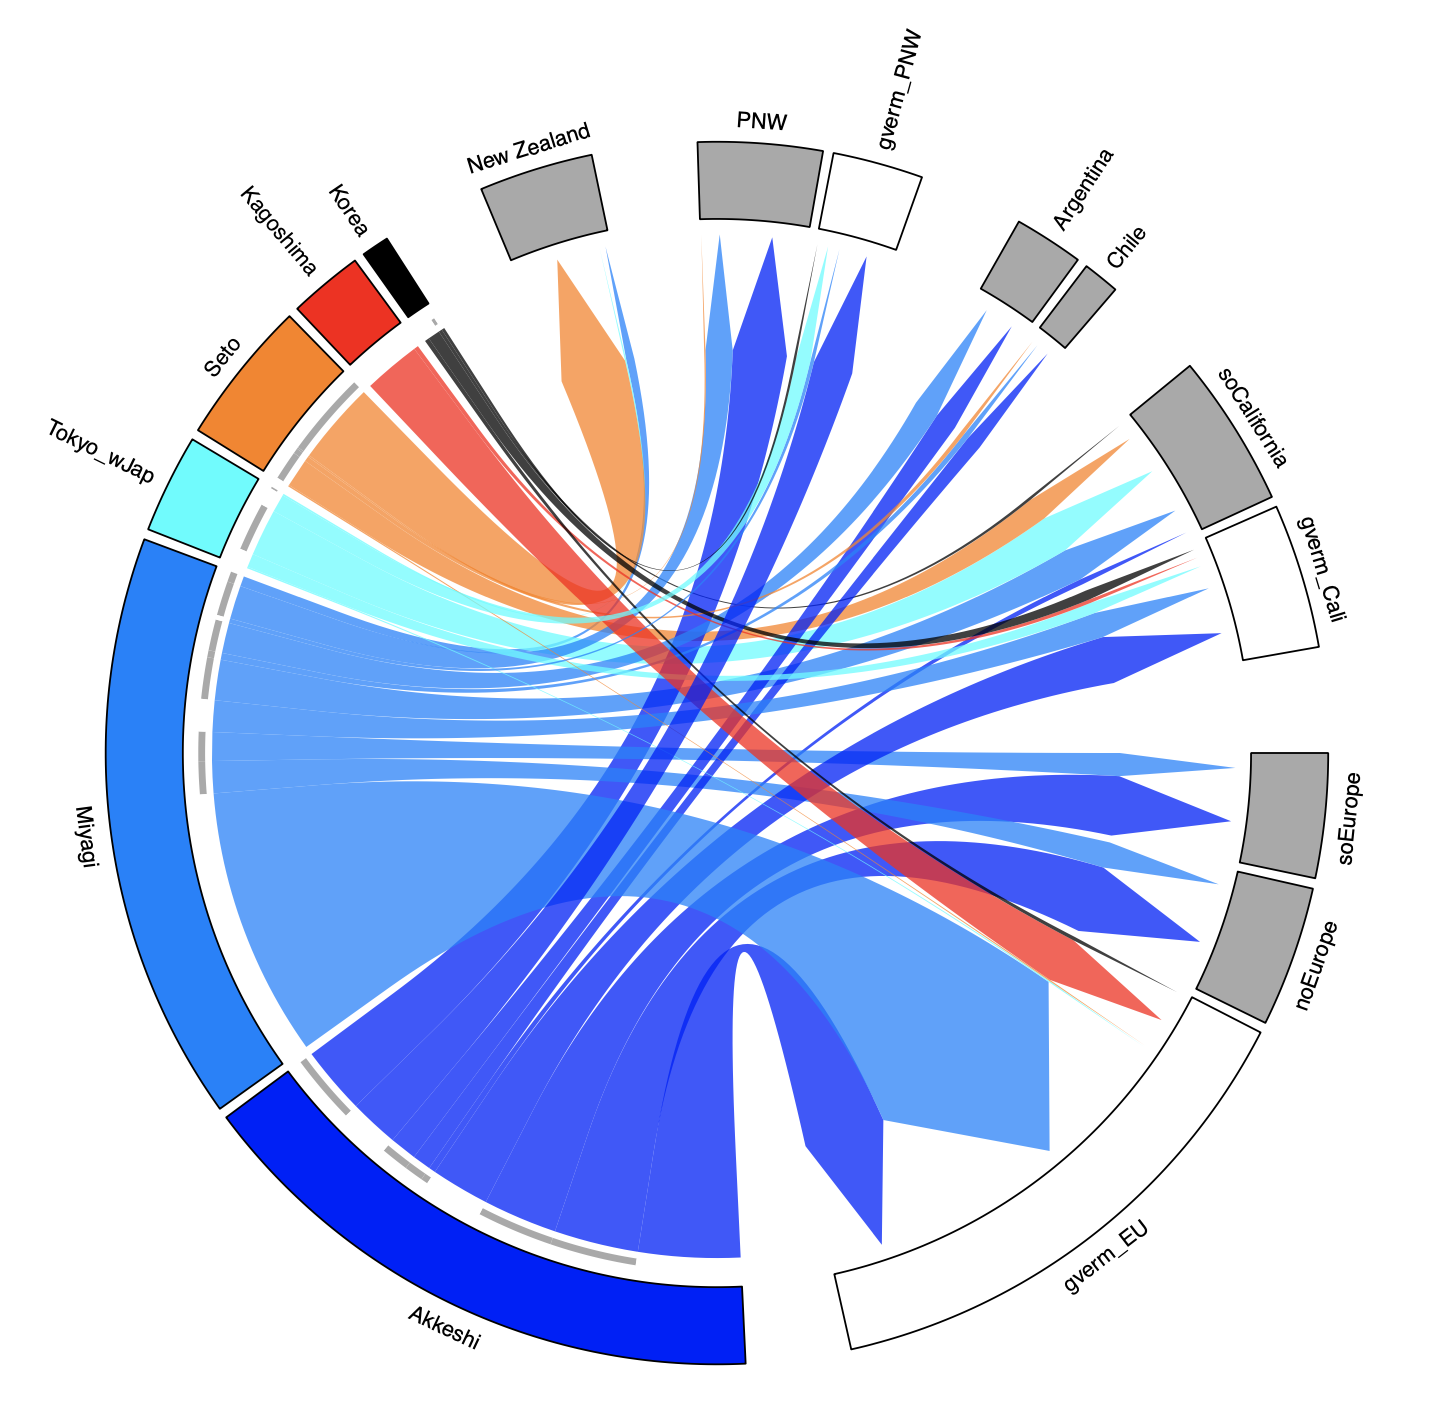 gverm_PNW
PNW
New Zealand
Argentina
Korea
Kagoshima
Chile
Seto
soCalifornia
Tokyo_wJap
gverm_Cali
Miyagi
soEurope
noEurope
gverm_EU
Akkeshi